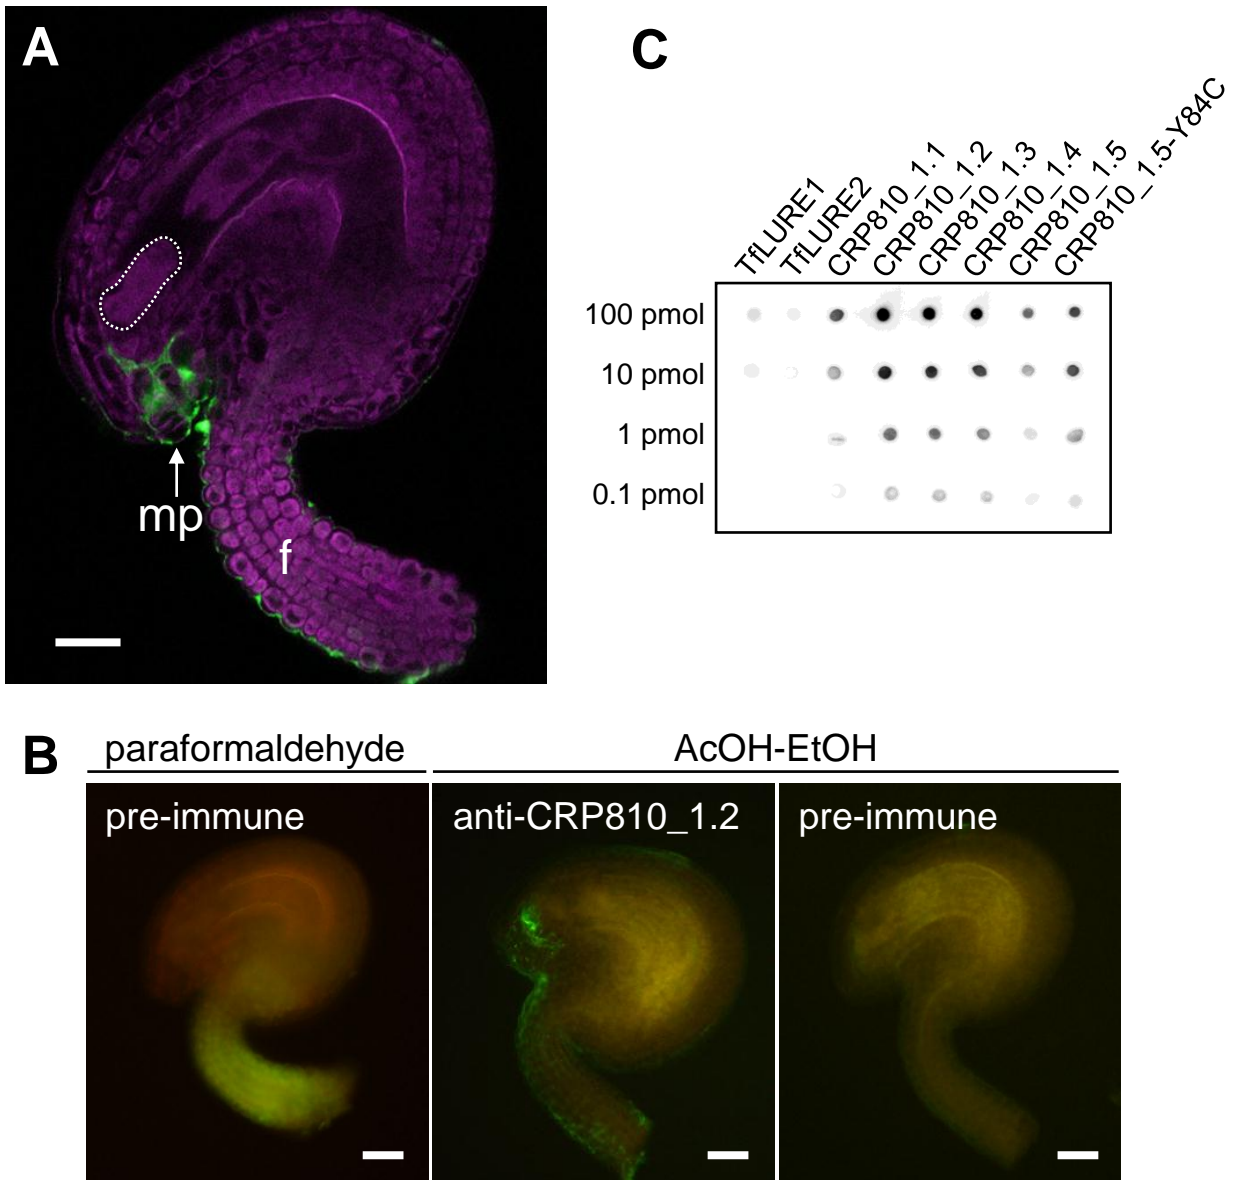 A
mp
f
C
TfLURE1
TfLURE2
CRP810_1.1
CRP810_1.2
CRP810_1.3
CRP810_1.4
CRP810_1.5
CRP810_1.5-Y84C
100 pmol
10 pmol
1 pmol
0.1 pmol
B
paraformaldehyde
AcOH-EtOH
pre-immune
anti-CRP810_1.2
pre-immune